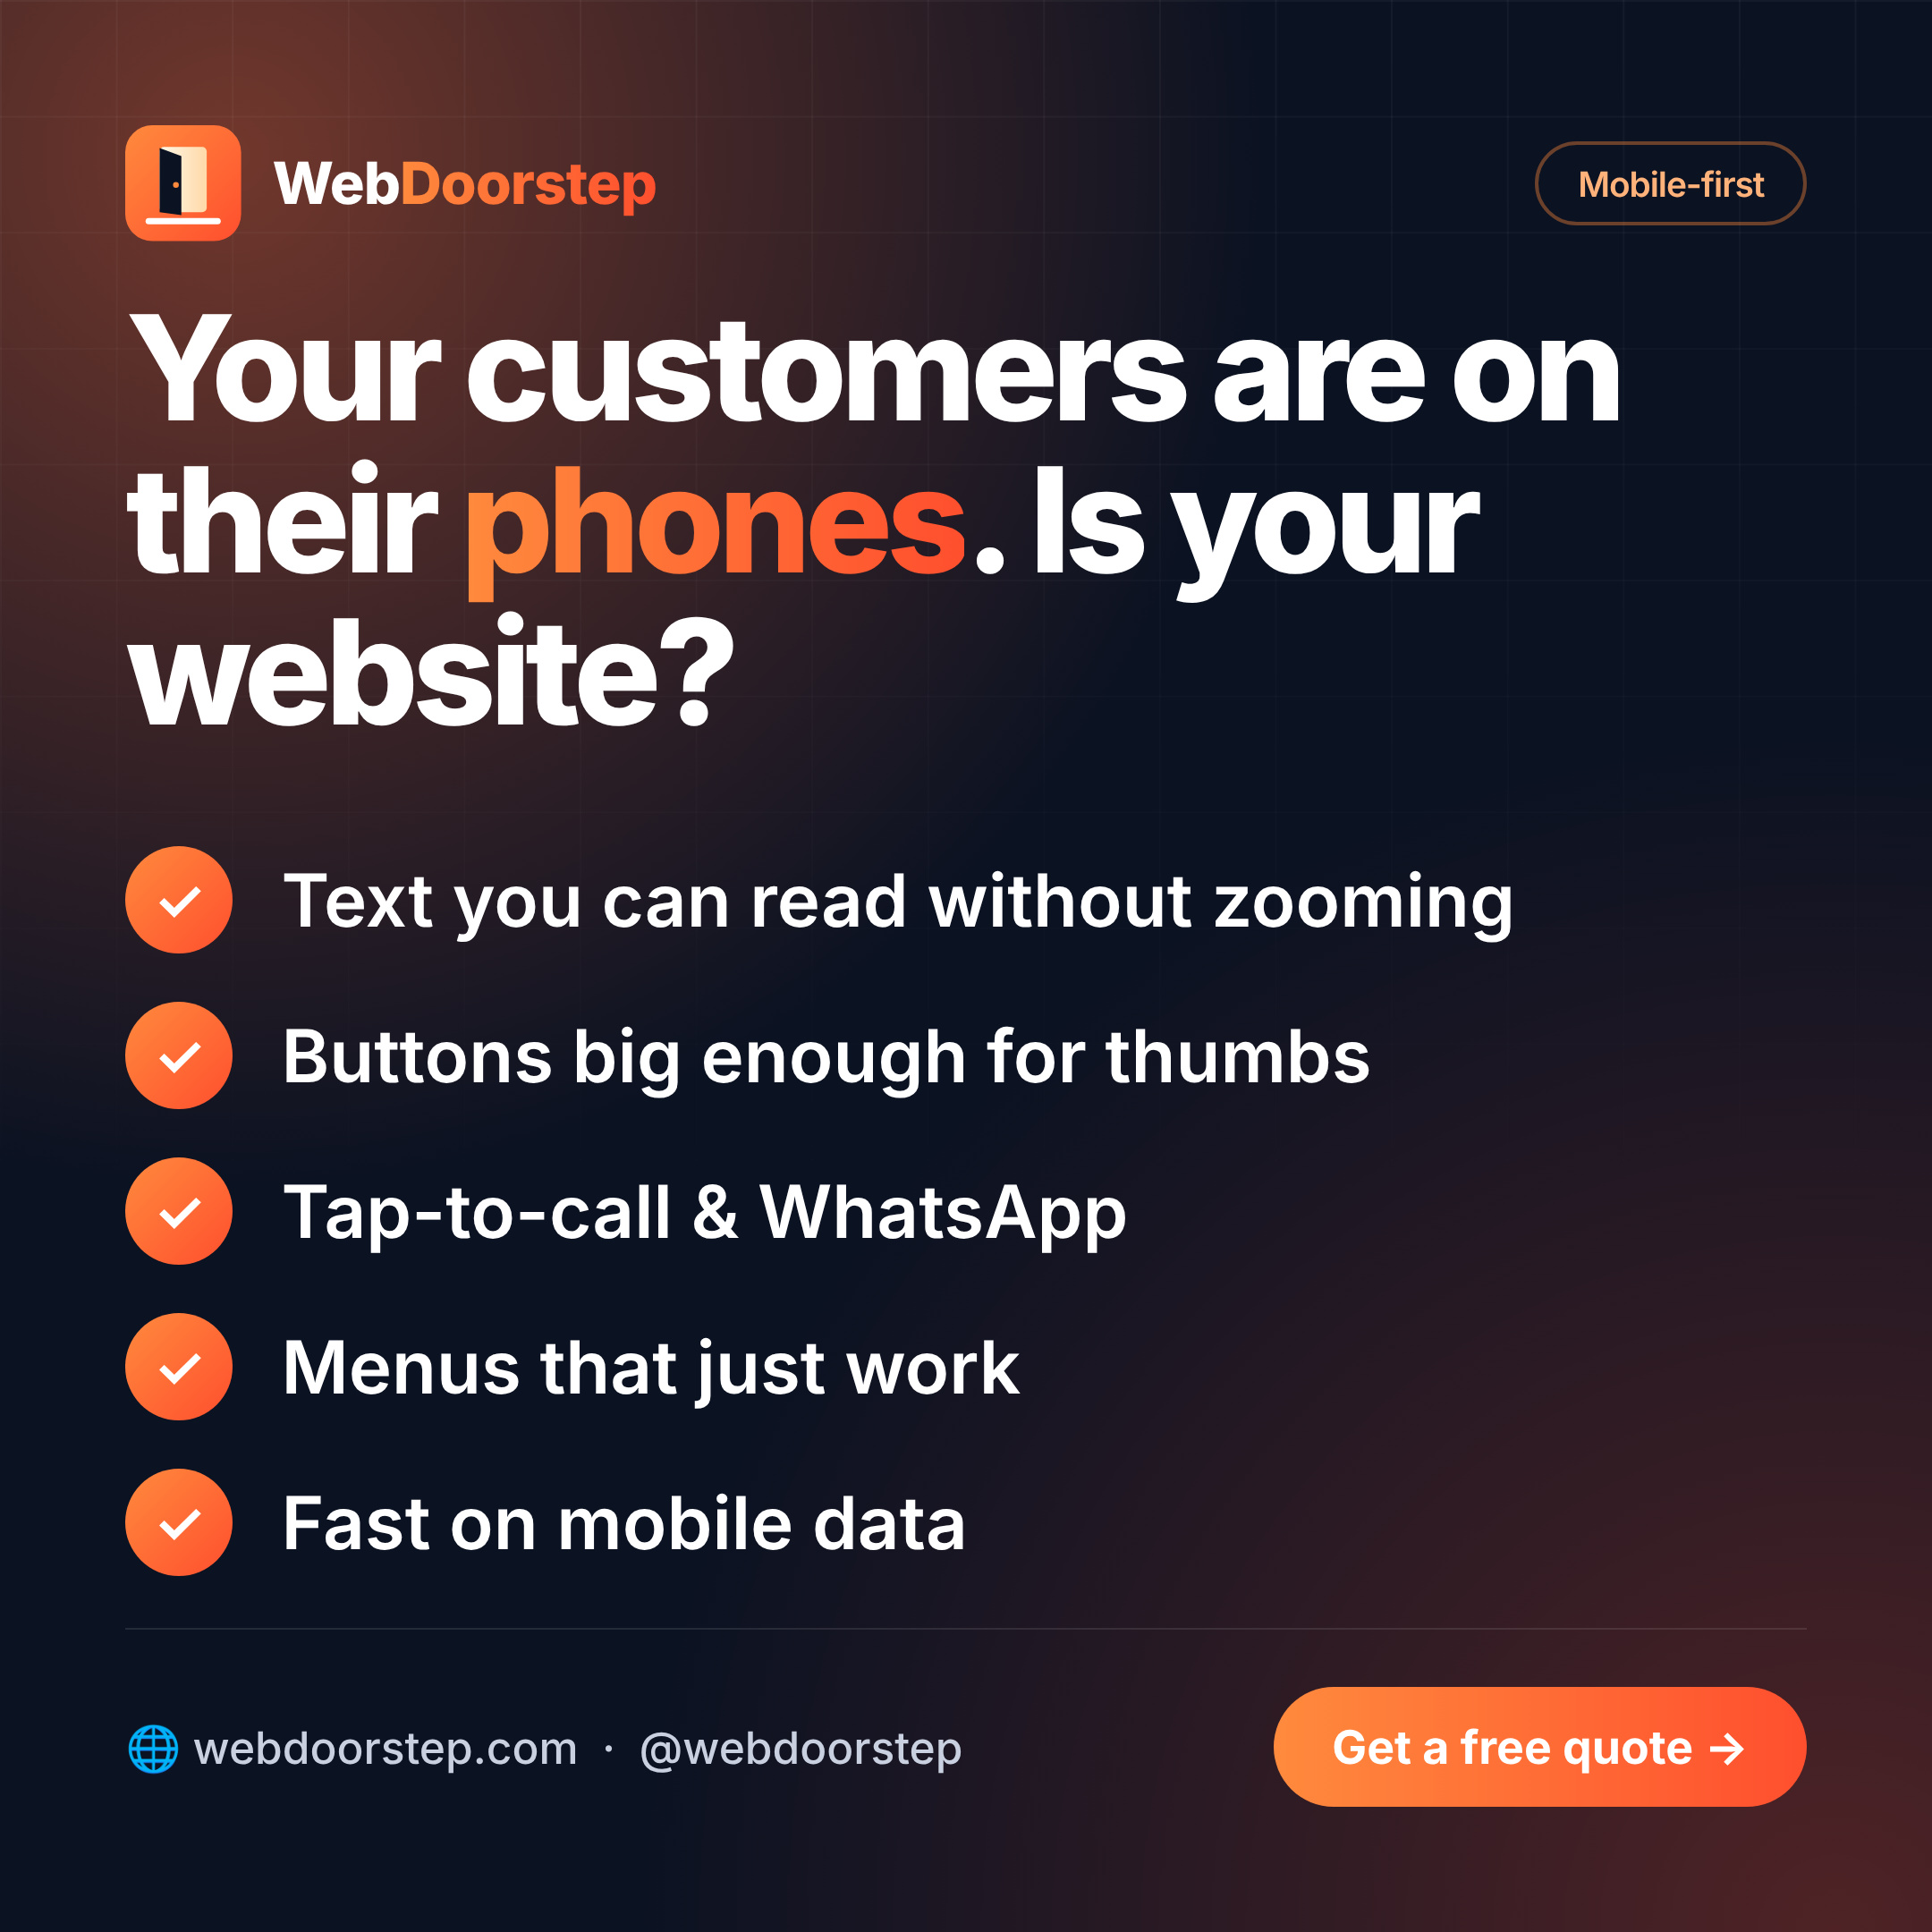 WebDoorstep
Mobile-first
Your customers are on
their phones. Is your
website?
Text you can read without zooming
Buttons big enough for thumbs
Tap-to-call & WhatsApp
Menus that just work
Fast on mobile data
webdoorstep.com · @webdoorstep
Get a free quote →